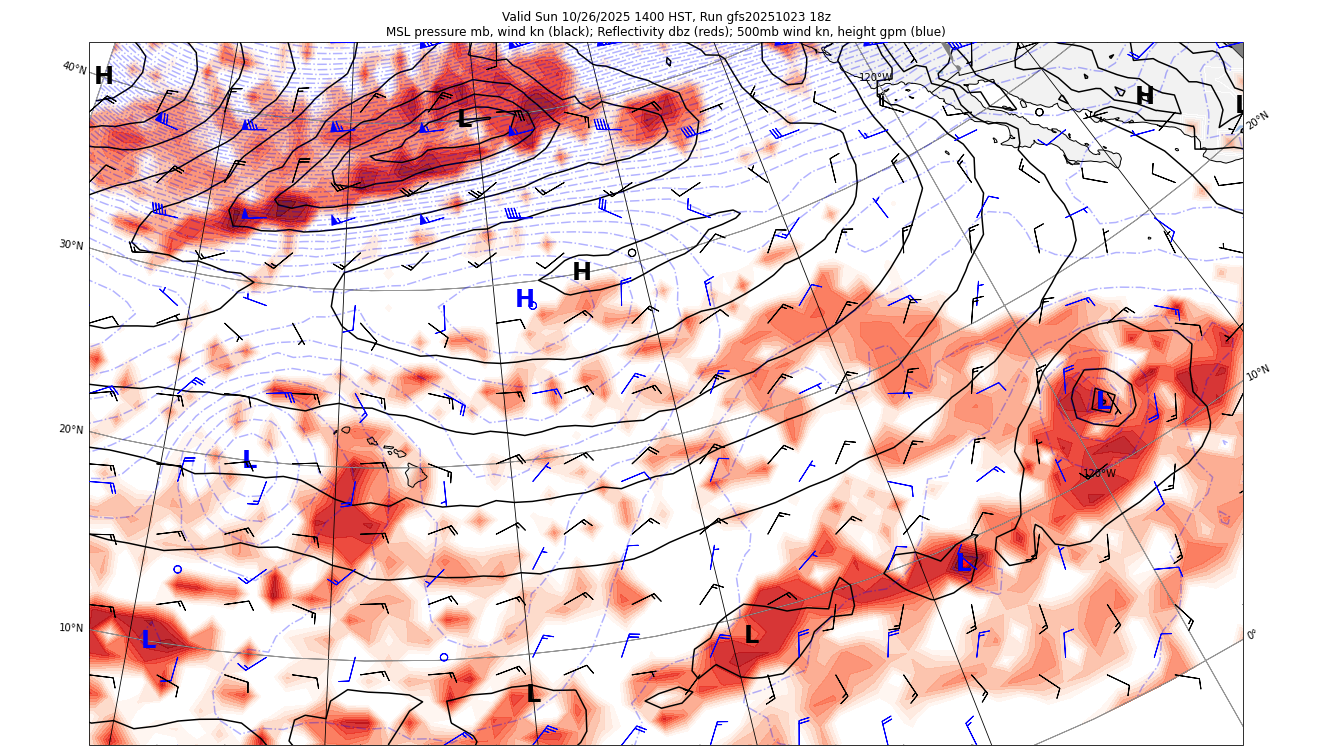 Valid Sun 10/26/2025 1400 HST, Run gfs20251023 18z
MSL pressure mb, wind kn (black); Reflectivity dbz (reds); 500mb wind kn, height gpm (blue)
40°N
H
120°W
H
L
L
20°N
30°N
H
H
10°N
L
20°N
L
120°W
L
10°N
L
L
0°
L